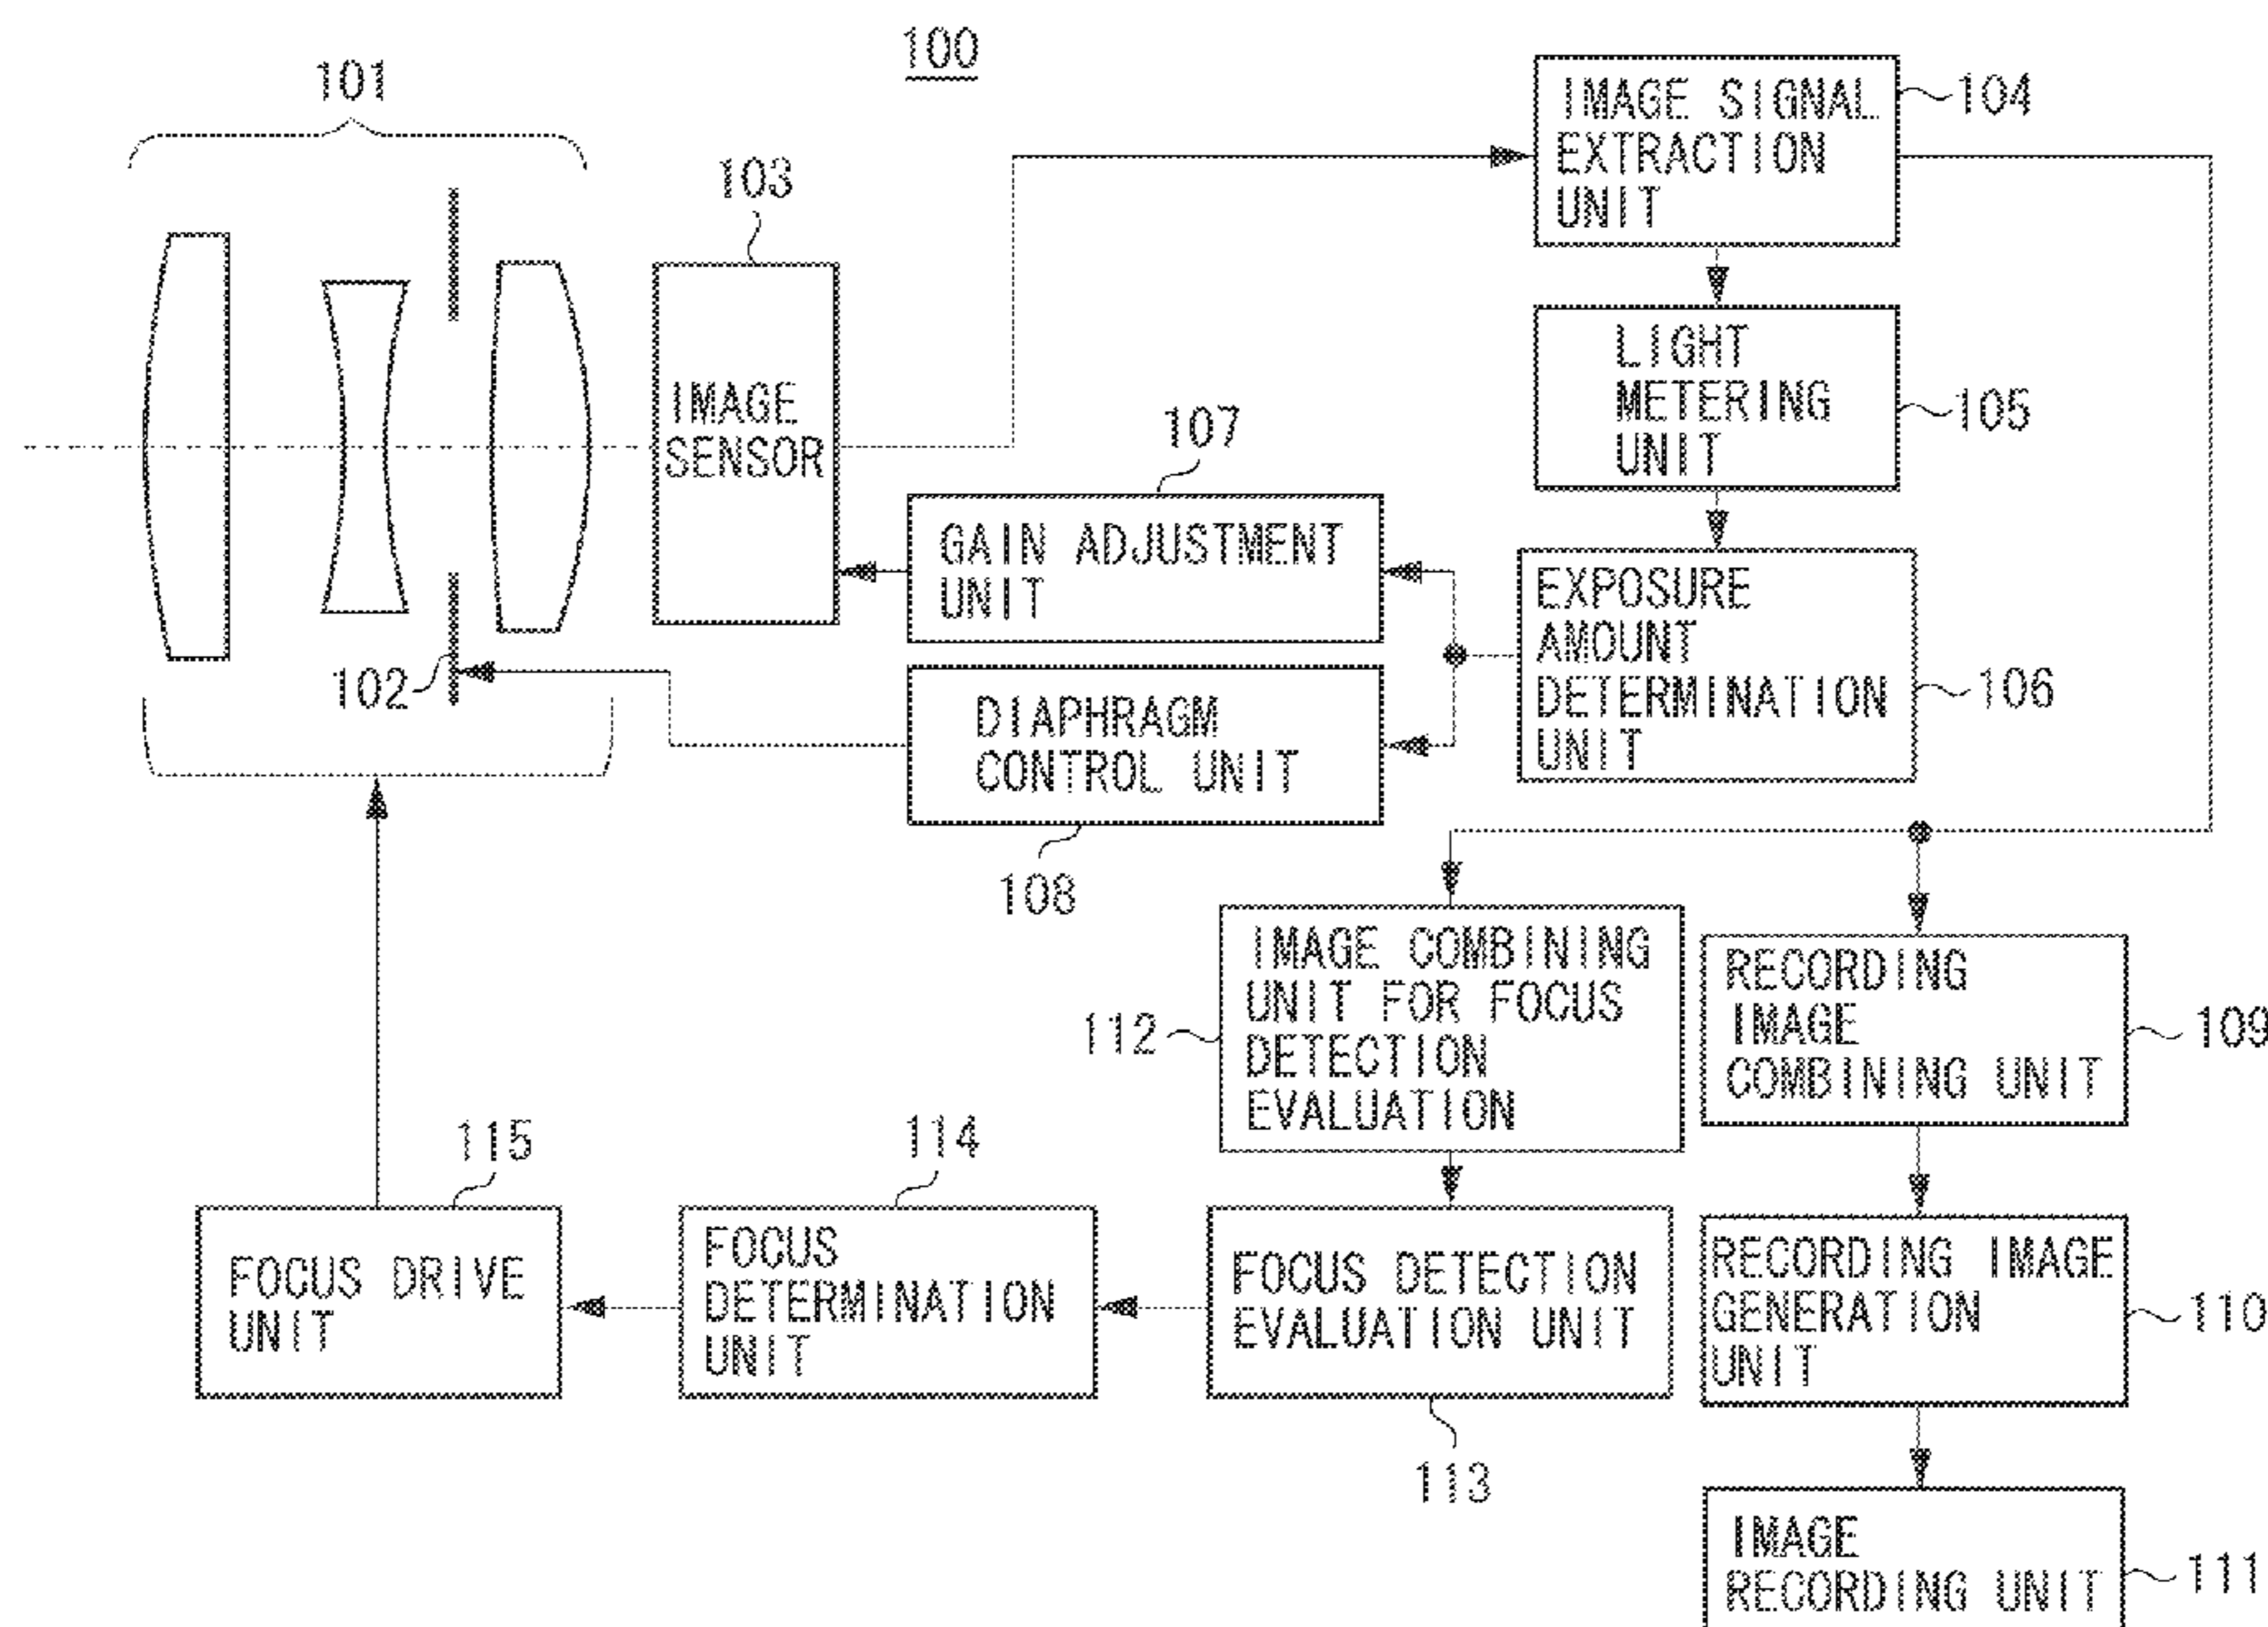 100
101
103
IMAGE SIGNAL
EXTRACTION
UNIT
104
LIGHT
METERING
UNIT
105
IMAGE
SENSOR
107
GAIN ADJUSTMENT
UNIT
EXPOSURE
AMOUNT
DETERMINATION
UNIT
106
102
DIAPHRAGM
CONTROL UNIT
108
IMAGE COMBINING
UNIT FOR FOCUS
DETECTION
EVALUATION
112
RECORDING
IMAGE
COMBINING UNIT
109
115
FOCUS DRIVE
UNIT
114
FOCUS
DETERMINATION
UNIT
FOCUS DETECTION
EVALUATION UNIT
113
RECORDING IMAGE
GENERATION
UNIT
110
IMAGE
RECORDING UNIT
111